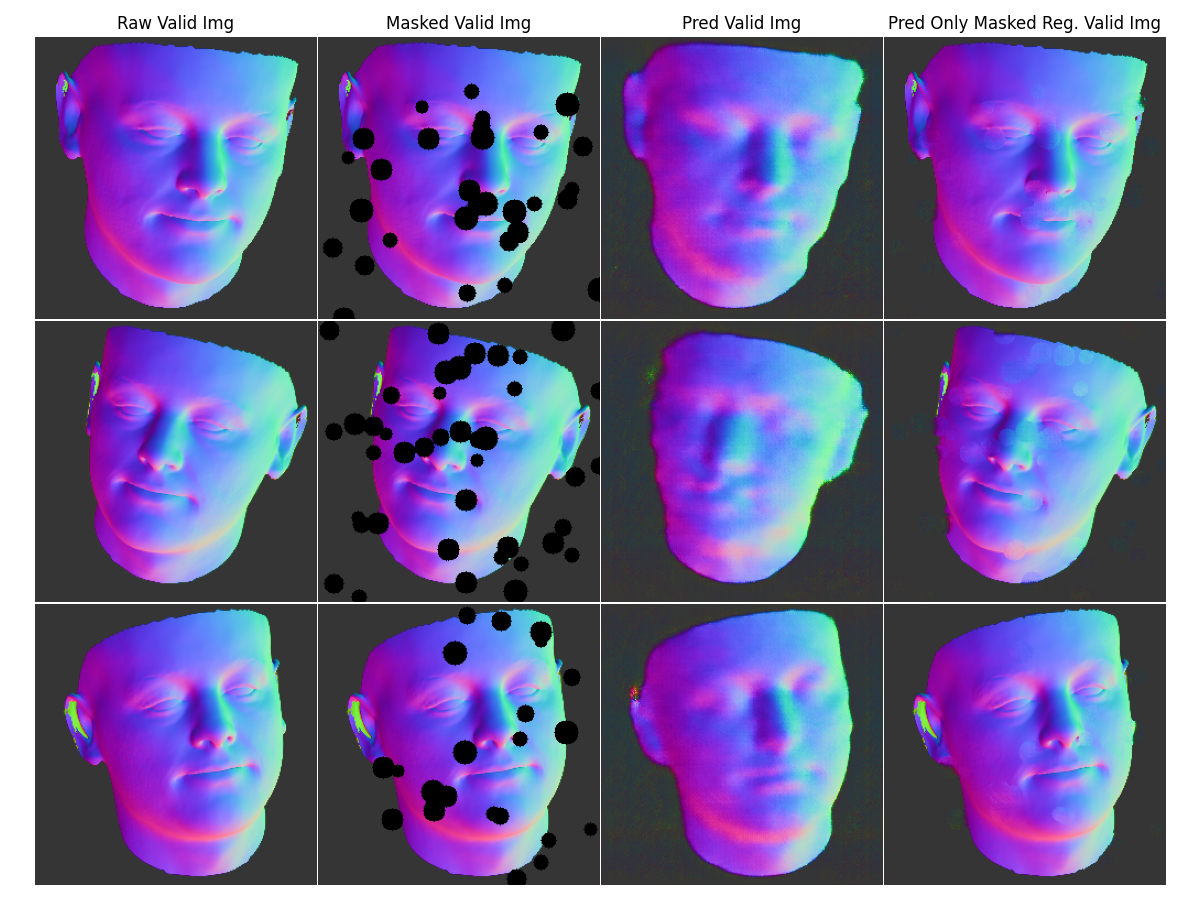 Raw Valid Img
Masked Valid Img
Pred Valid Img
Pred Only Masked Reg. Valid Img